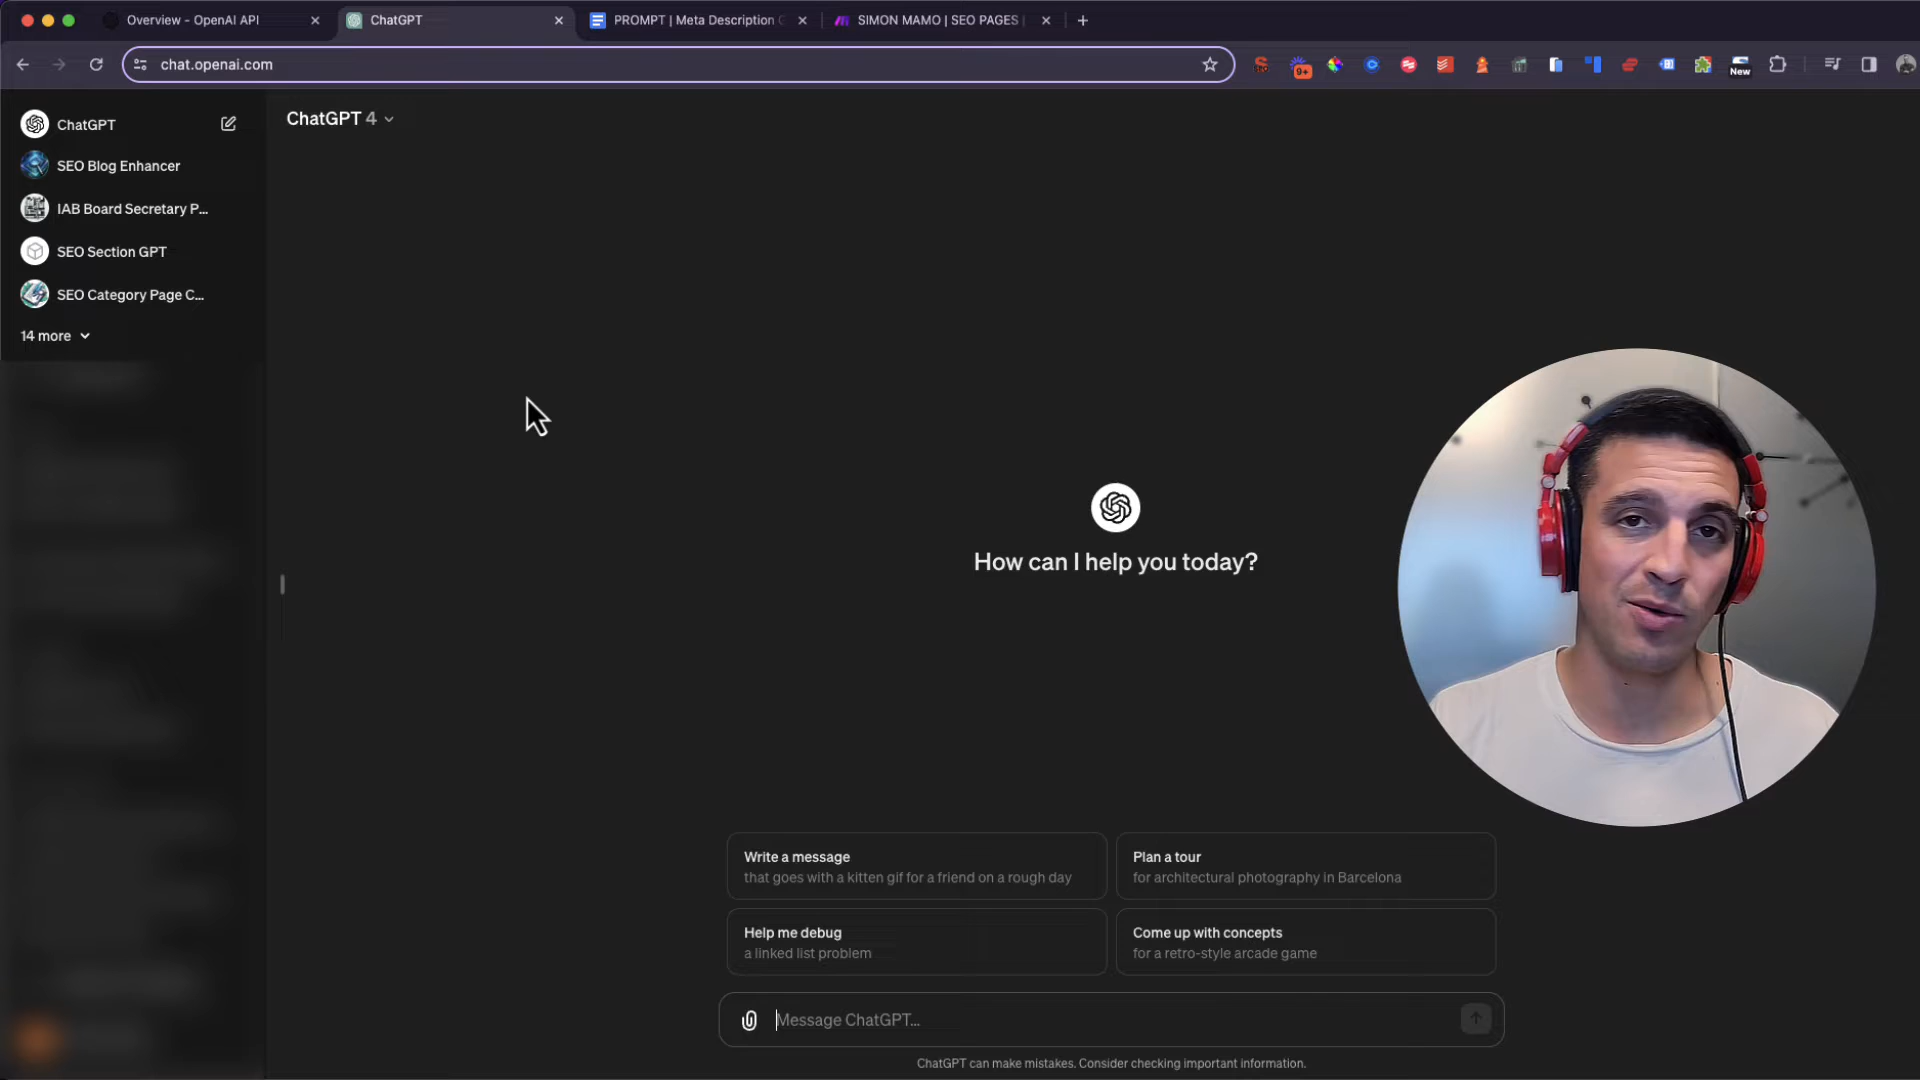 Overview - OpenAI API
ChatGPT
PROMPT | Meta Description
SIMON MAMO | SEO PAGES |
chat.openai.com
9+
New
ChatGPT
SEO Blog Enhancer
IAB Board Secretary P...
SEO Section GPT
SEO Category Page C...
14 more
ChatGPT 4
How can I help you today?
Write a message
that goes with a kitten gif for a friend on a rough day
Plan a tour
for architectural photography in Barcelona
Help me debug
a linked list problem
Come up with concepts
for a retro-style arcade game
Message ChatGPT...
ChatGPT can make mistakes. Consider checking important information.